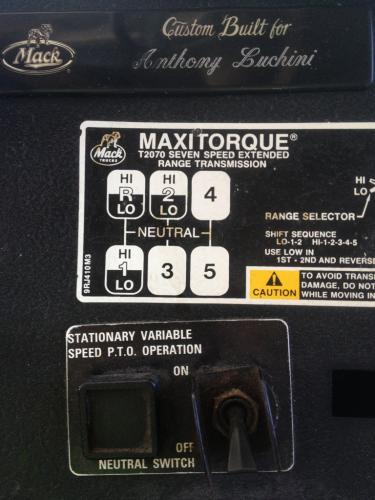 Custom Built for
Mack
Anthony Luchini
MAXITORQUE®
Mack
TRUCKS
T2070 SEVEN SPEED EXTENDED
RANGE TRANSMISSION
HI HI HI
R 2 4 LO
LO LO
RANGE SELECTOR
NEUTRAL
SHIFT SEQUENCE
LO-1-2 HI-1-2-3-4-5
HI
1 3 5
LO
USE LOW IN
1ST - 2ND AND REVERS
CAUTION
TO AVOID TRANS
DAMAGE, DO NOT
WHILE MOVING IN
9RJ410M3
STATIONARY VARIABLE
SPEED P.T.O. OPERATION
ON
OFF
NEUTRAL SWITCH